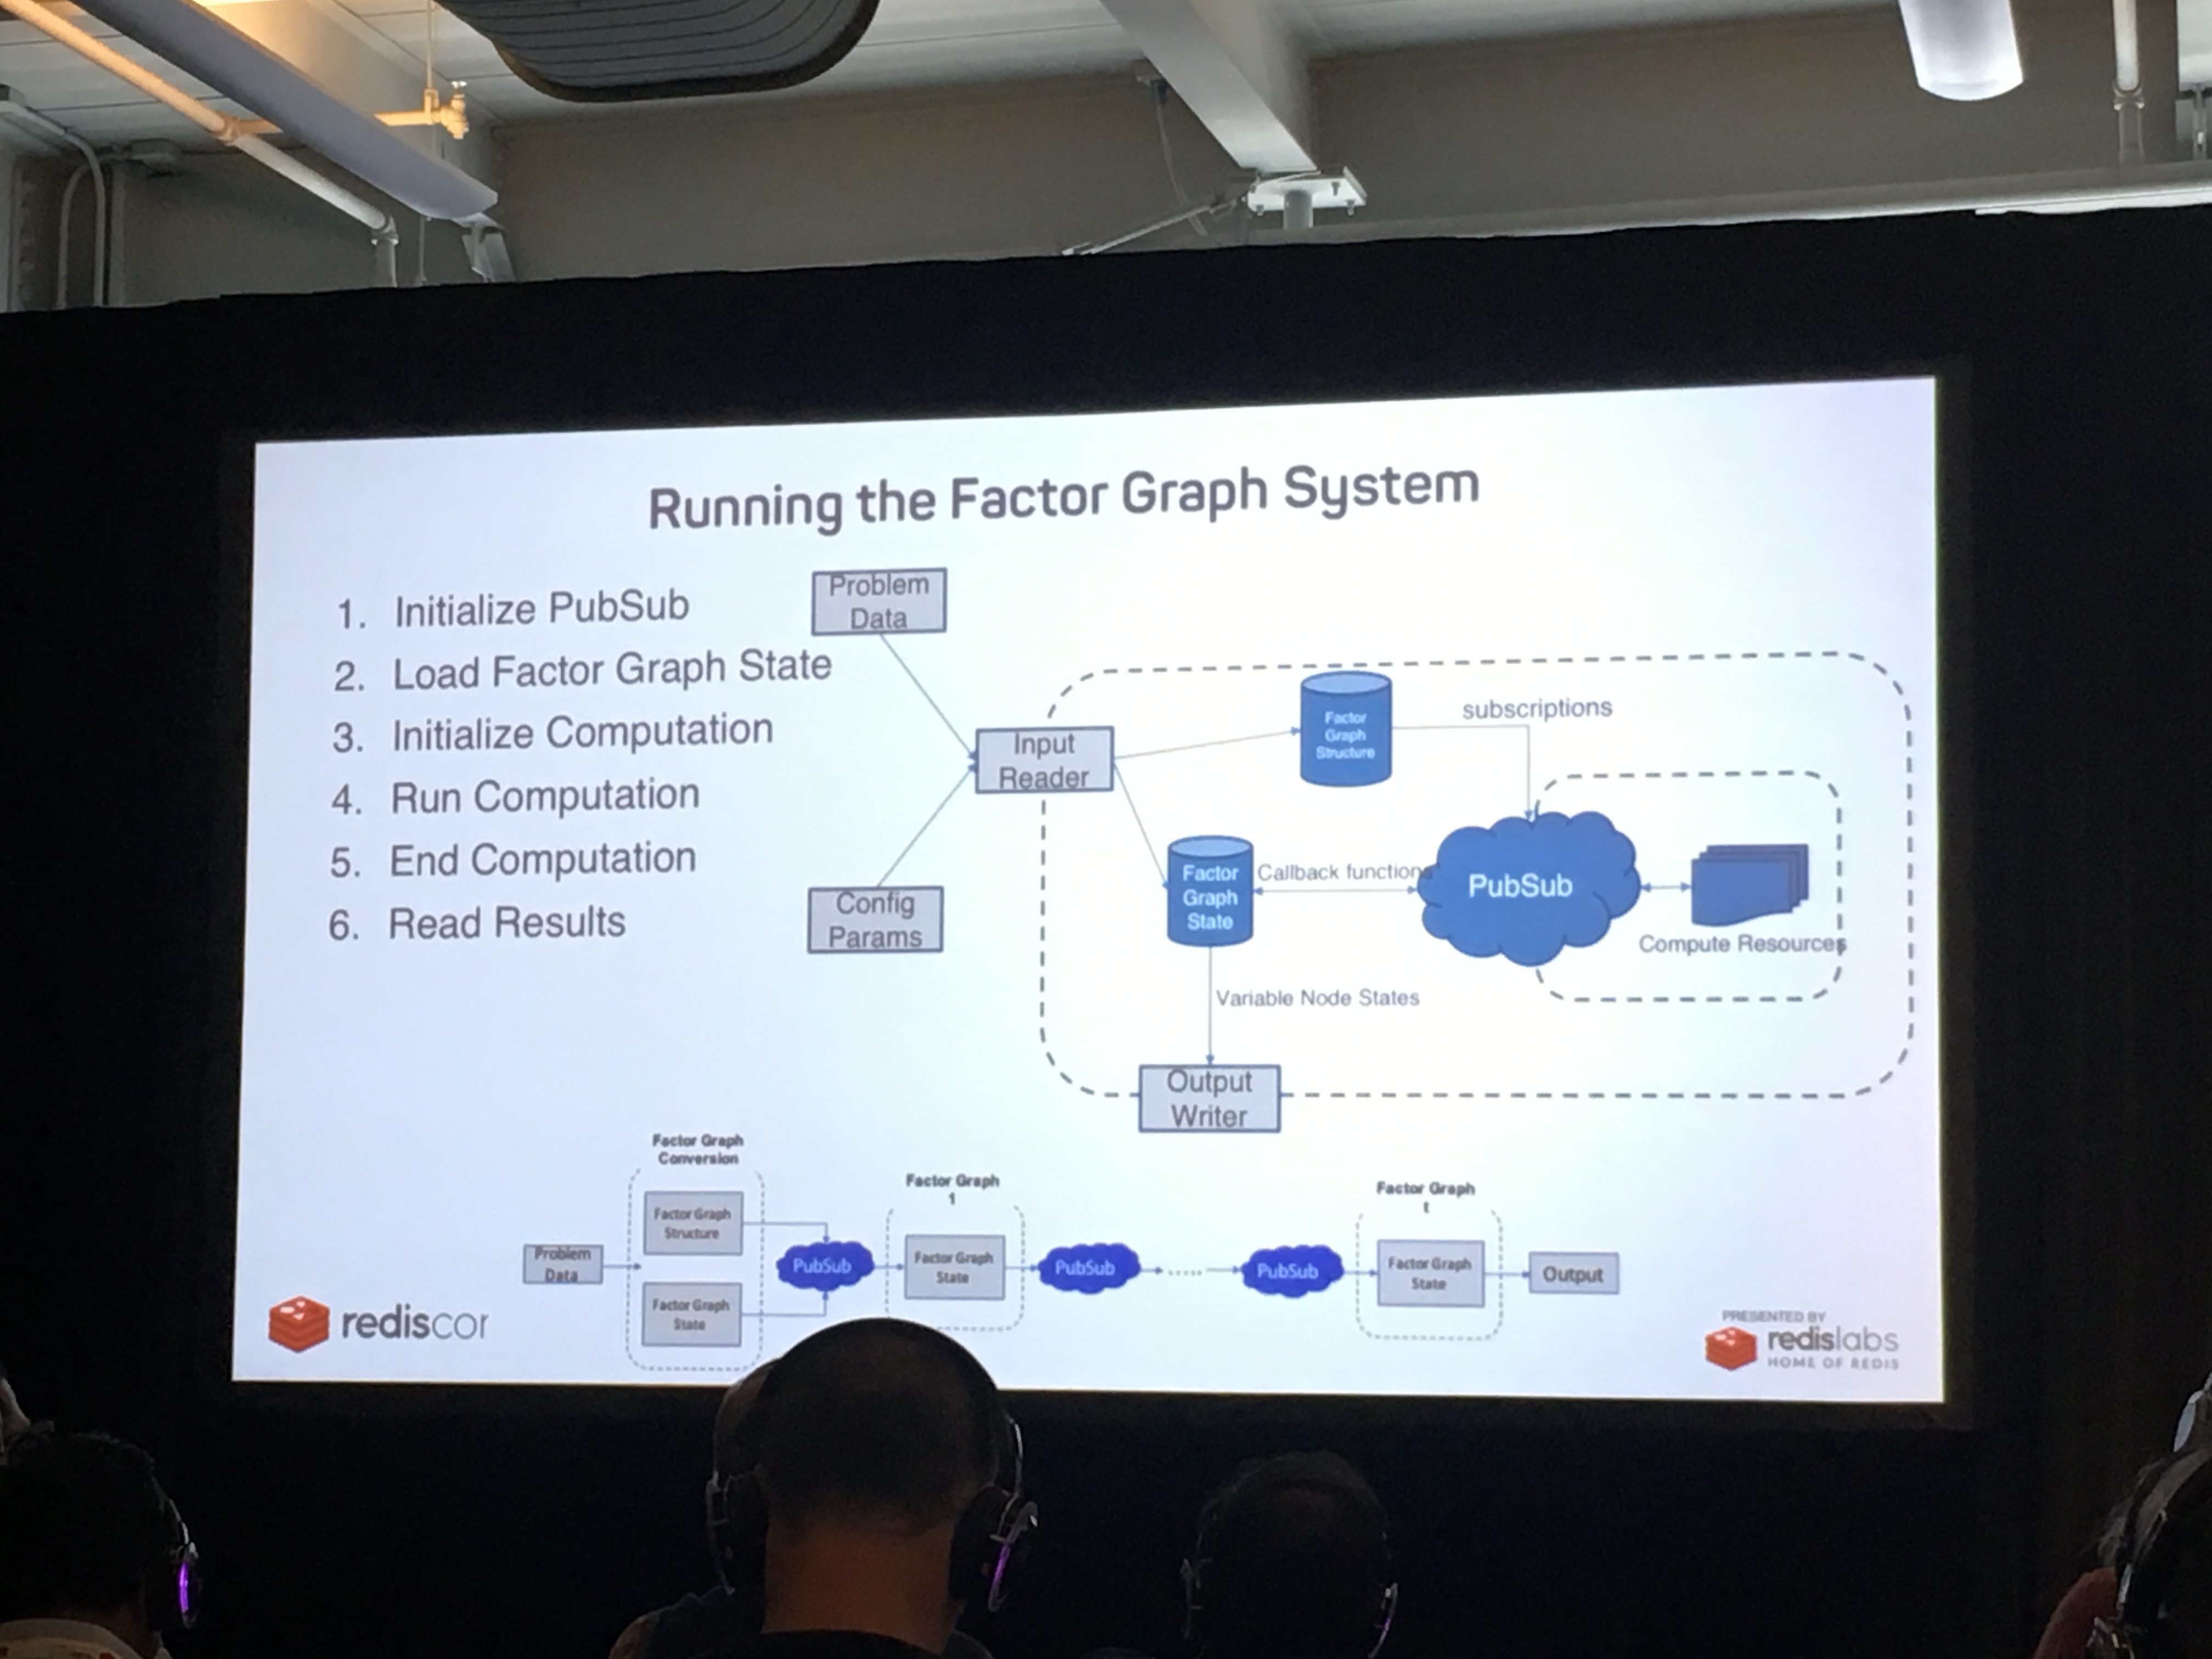 Running the Factor Graph System
1. Initialize PubSub
2. Load Factor Graph State
3. Initialize Computation
4. Run Computation
5. End Computation
6. Read Results
Problem
Data
Input
Reader
Config
Params
Factor
Graph
Structure
subscriptions
Factor
Graph
State
Callback function
PubSub
Compute Resources
Variable Node States
Output
Writer
Factor Graph
Conversion
Problem
Data
Factor Graph
Structure
Factor Graph
State
PubSub
Factor Graph
1
Factor Graph
State
PubSub
......
PubSub
Factor Graph
t
Factor Graph
State
Output
rediscor
PRESENTED BY
redislabs
HOME OF REDIS